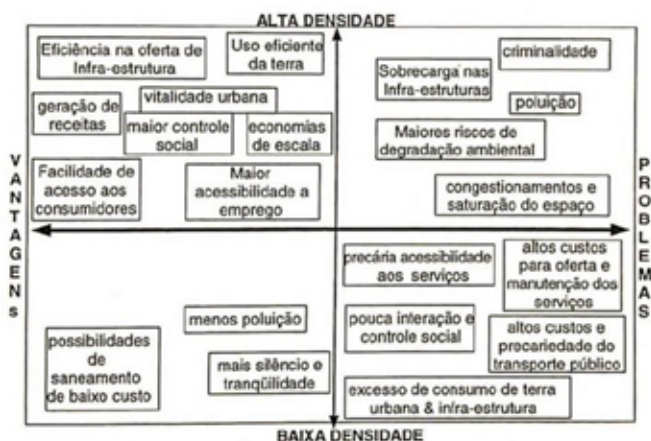 ALTA DENSIDADE
Eficiência na oferta de
Infra-estrutura
Uso eficiente
da terra
geração de
receitas
vitalidade urbana
maior controle
social
economias
de escala
Facilidade de
acesso aos
consumidores
Maior
acessibilidade a
emprego
criminalidade
Sobrecarga nas
Infra-estruturas
poluição
Maiores riscos de
degradação ambiental
congestionamentos e
saturação do espaço
VANTAGENs
PROBLEMAS
menos poluição
possibilidades
de
saneamento
de baixo custo
mais silêncio e
tranqüilidade
precária acessibilidade
aos serviços
altos custos
para oferta e
manutenção dos
serviços
pouca interação e
controle social
altos custos e
precariedade do
transporte público
excesso de consumo de terra
urbana & infra-estrutura
BAIXA DENSIDADE